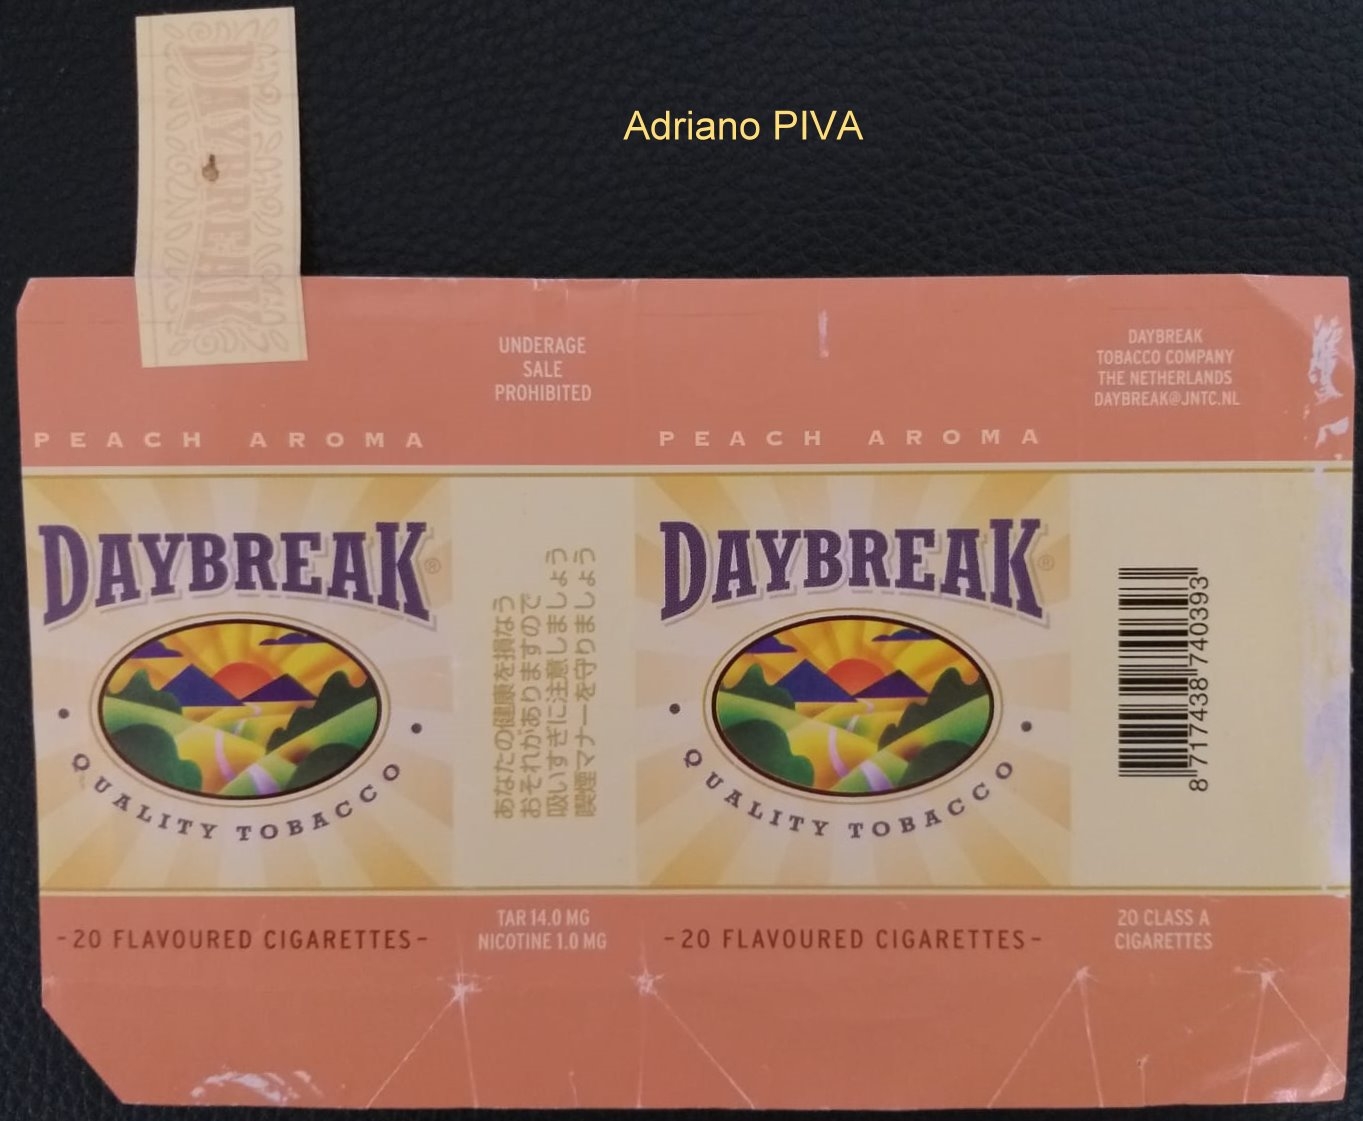 Adriano PIVA
DAYBREAK
UNDERAGE
SALE
PROHIBITED
DAYBREAK
TOBACCO COMPANY
THE NETHERLANDS
DAYBREAK@JNTC.NL
PEACH AROMA
PEACH AROMA
DAYBREAK®
QUALITY TOBACCO
あなたの健康を損なう
おそれがありますので
吸いすぎに注意しましょう
喫煙マナーを守りましょう
DAYBREAK®
QUALITY TOBACCO
8 717438 740393
-20 FLAVOURED CIGARETTES-
TAR 14.0 MG
NICOTINE 1.0 MG
-20 FLAVOURED CIGARETTES-
20 CLASS A
CIGARETTES